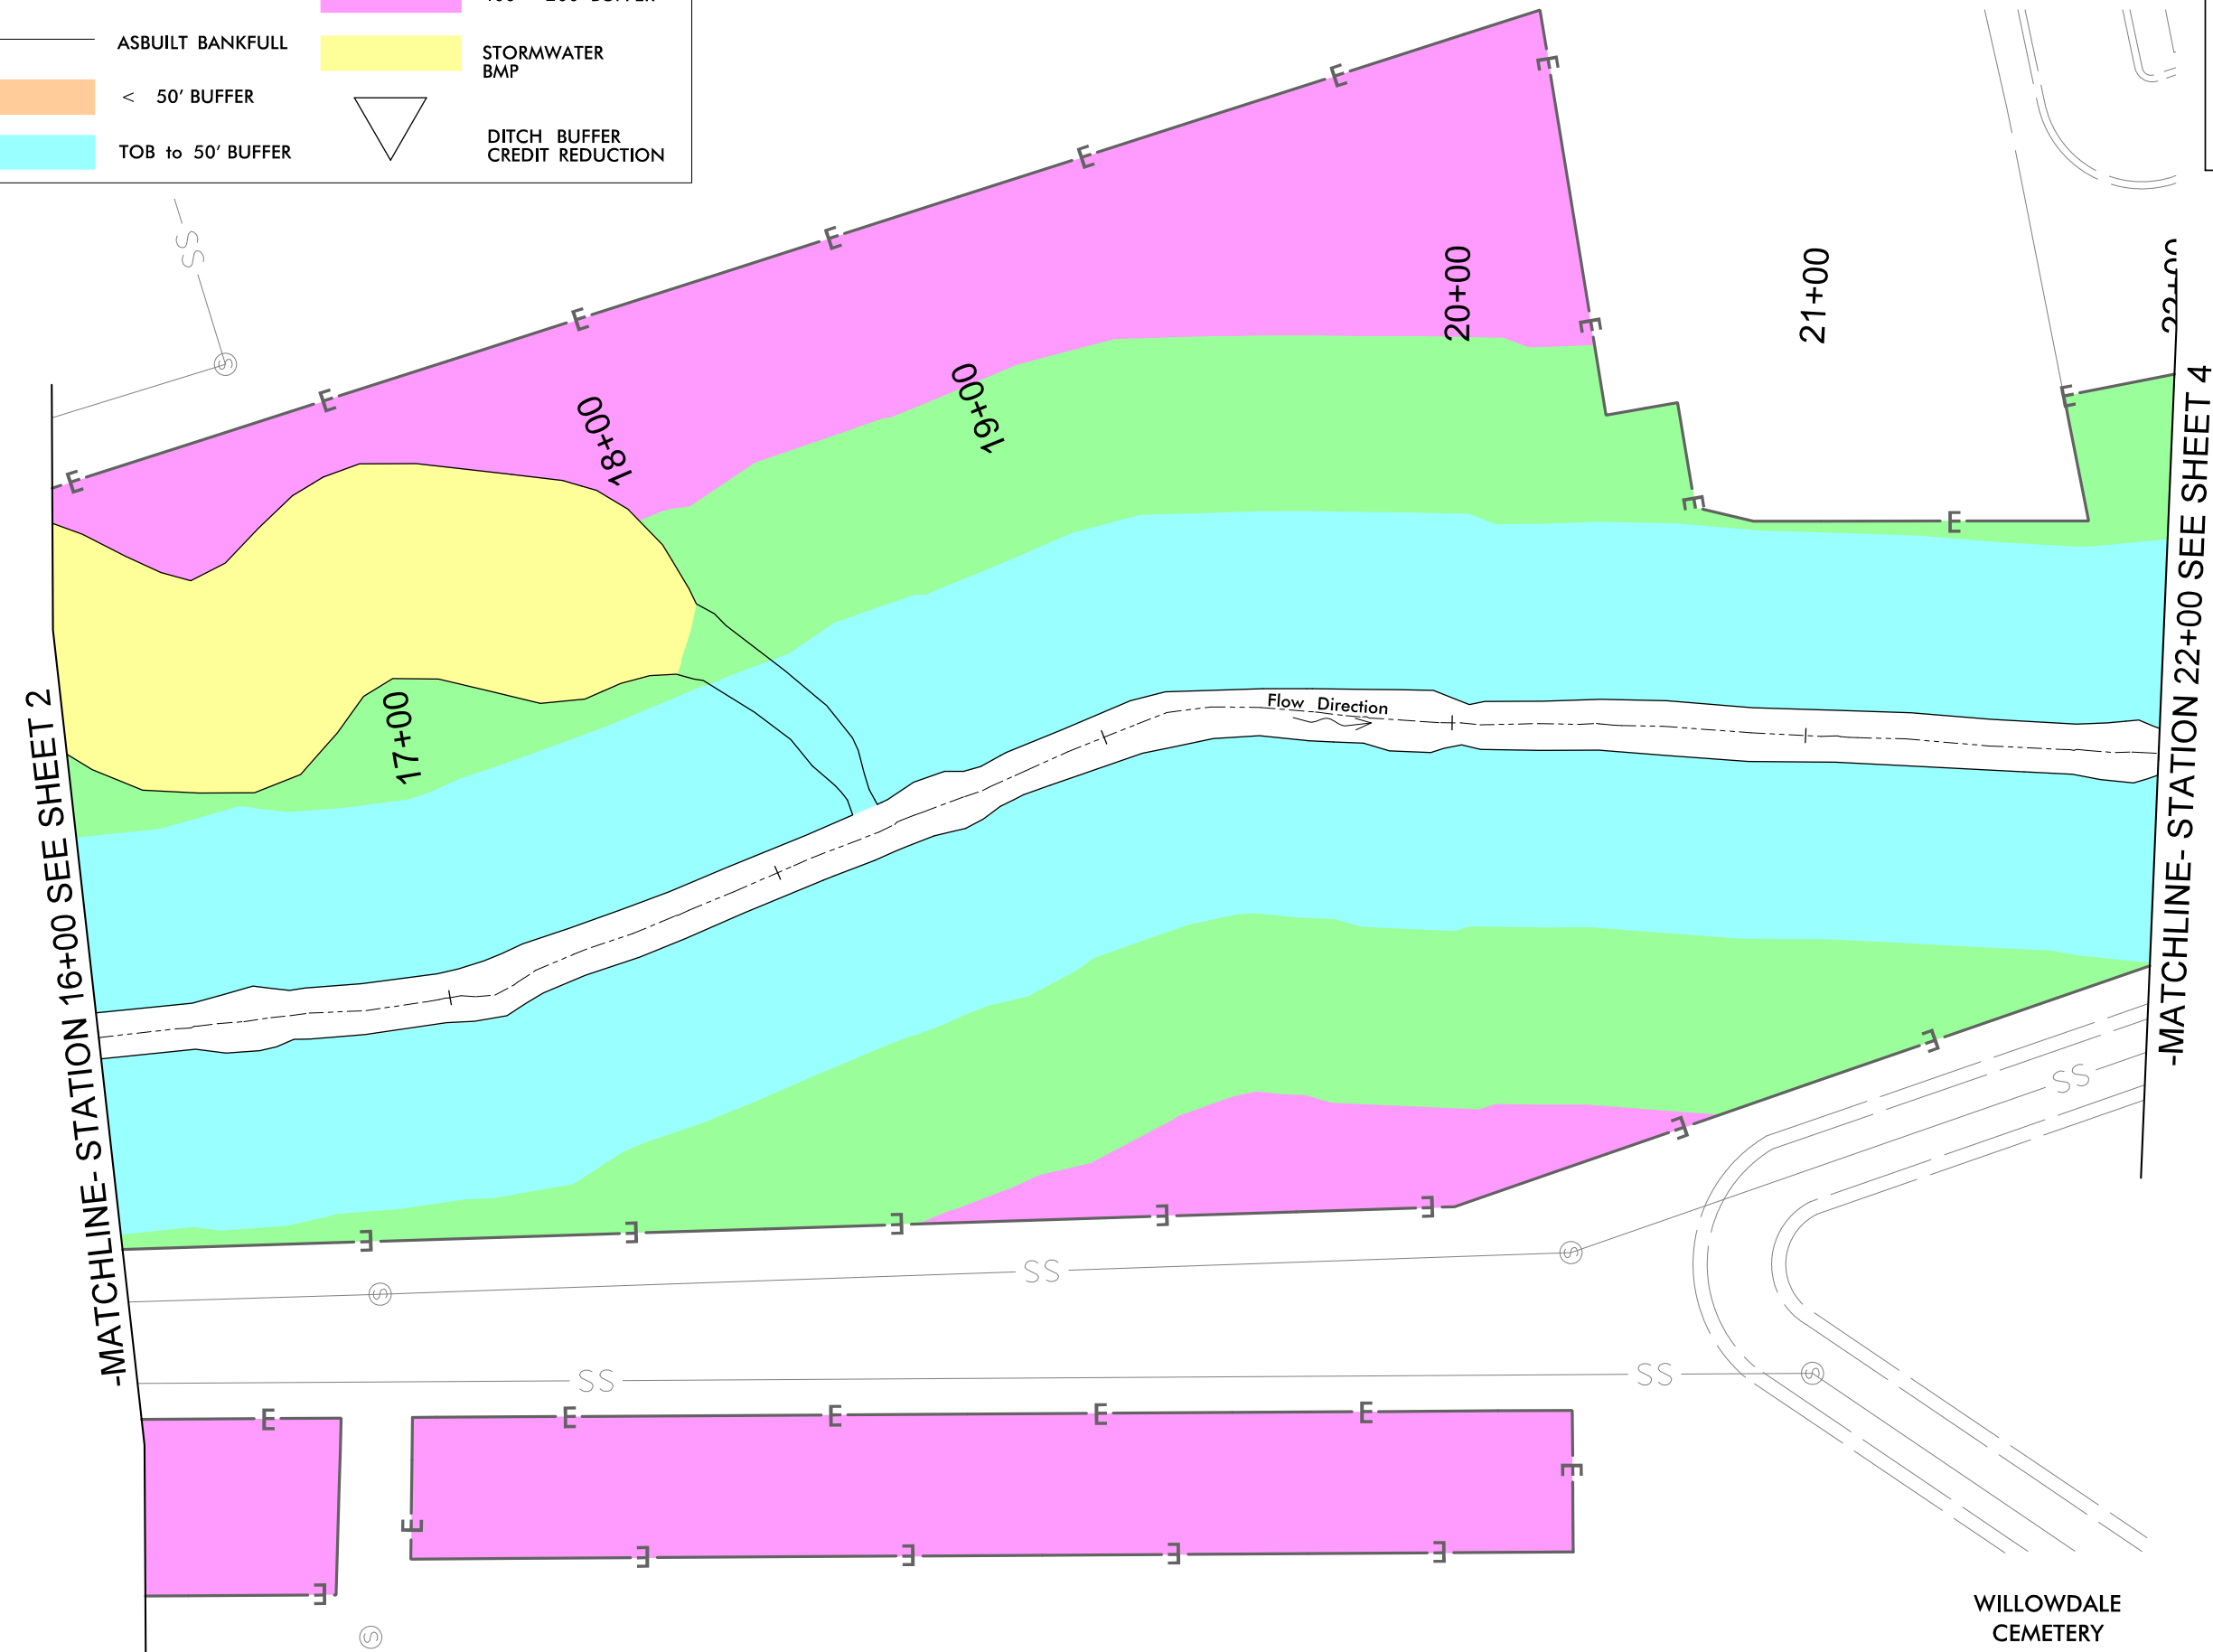 ASBUILT BANKFULL
< 50' BUFFER
TOB to 50' BUFFER
STORMWATER
BMP
DITCH BUFFER
CREDIT REDUCTION
SS
S
E
E
E
E
E
E
E
E
E
E
E
E
17+00
18+00
19+00
20+00
21+00
Flow Direction
-MATCHLINE- STATION 16+00 SEE SHEET 2
-MATCHLINE- STATION 22+00 SEE SHEET 4
E
E
E
E
E
E
E
SS
SS
S
S
SS
SS
S
E
E
E
E
E
E
E
E
E
E
E
E
S
WILLOWDALE
CEMETERY